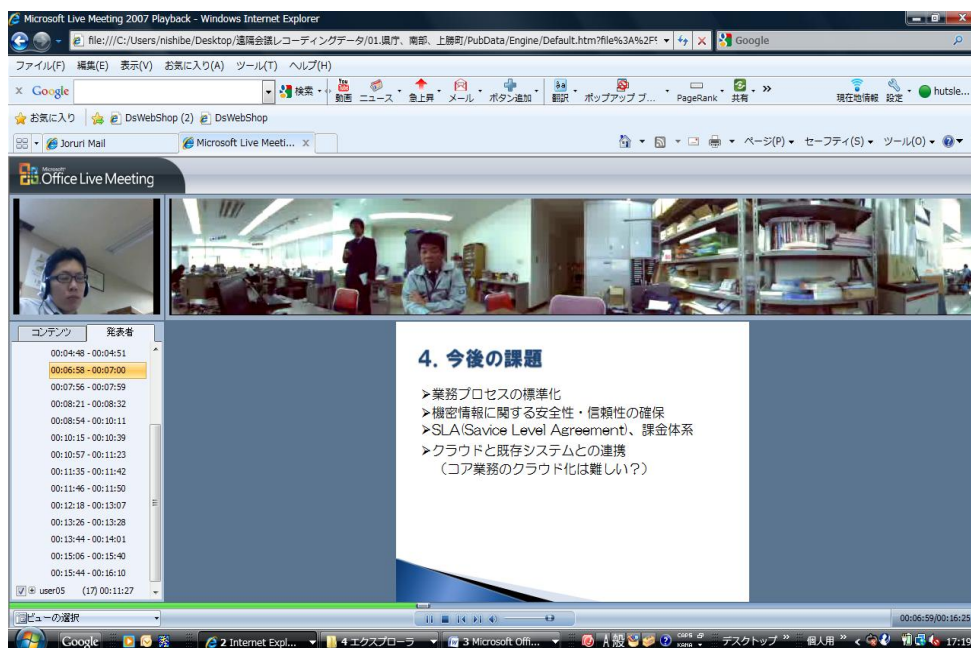 Microsoft Live Meeting 2007 Playback - Windows Internet Explorer
file:///C:/Users/nishibe/Desktop/遠隔会議レコーディングデータ/01.県庁、南部、上勝町/PubData/Engine/Default.htm?file%3A%2F
Google
ファイル(F) 編集(E) 表示(V) お気に入り(A) ツール(T) ヘルプ(H)
x Google 検索 動画 ニュース 急上昇 メール ボタン追加 翻訳 ポップアップ ブ... PageRank 共有 » 現在地情報 設定 hutsle...
お気に入り DsWebShop (2) DsWebShop
Joruri Mail Microsoft Live Meeti... x ページ(P) セーフティ(S) ツール(O)
Microsoft
Office Live Meeting
コンテンツ 発表者
00:04:48 - 00:04:51
00:06:58 - 00:07:00
00:07:56 - 00:07:59
00:08:21 - 00:08:32
00:08:54 - 00:10:11
00:10:15 - 00:10:39
00:10:57 - 00:11:23
00:11:35 - 00:11:42
00:11:46 - 00:11:50
00:12:18 - 00:13:07
00:13:26 - 00:13:28
00:13:44 - 00:14:01
00:15:06 - 00:15:40
00:15:44 - 00:16:10
user05 (17) 00:11:27
4. 今後の課題
➤業務プロセスの標準化
➤機密情報に関する安全性・信頼性の確保
➤SLA(Savice Level Agreement)、課金体系
➤クラウドと既存システムとの連携
（コア業務のクラウド化は難しい？）
ビューの選択
00:06:59/00:16:25
Google 2 Internet Expl... 4 エクスプローラ 3 Microsoft Offi... A 般 CAPS KANA デスクトップ » 個人用 » 17:19